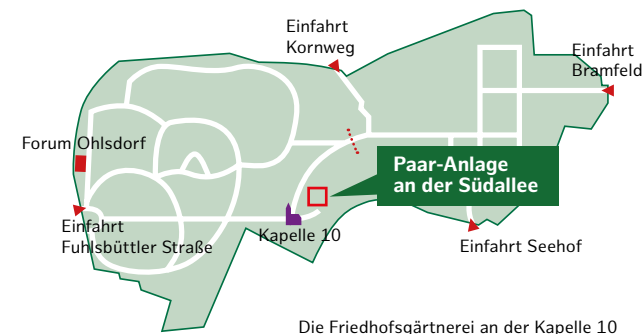 Einfahrt
Kornweg
Einfahrt
Bramfeld
Forum Ohlsdorf
Paar-Anlage
an der Südallee
Einfahrt
Fuhlsbüttler Straße
Kapelle 10
Einfahrt Seehof
Die Friedhofsgärtnerei an der Kapelle 10